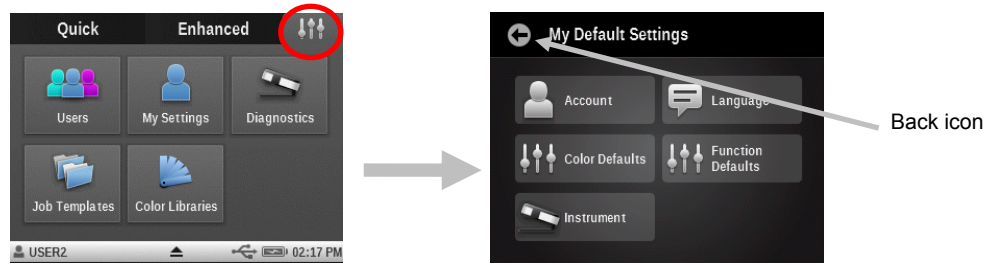 Quick Enhanced
Users My Settings Diagnostics
Job Templates Color Libraries
USER2 02:17 PM
My Default Settings
Account Language
Color Defaults Function
Defaults
Instrument
Back icon